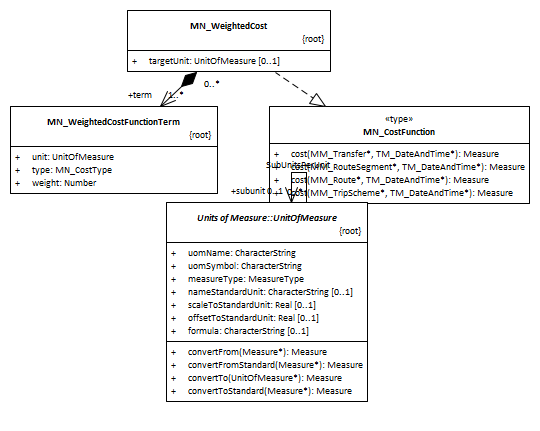 MN_WeightedCost
{root}
+ targetUnit: UnitOfMeasure [0..1]
0..*
+term
1..*
MN_WeightedCostFunctionTerm
{root}
+ unit: UnitOfMeasure
+ type: MN_CostType
+ weight: Number
«type»
MN_CostFunction
+ cost(MM_Transfer*, TM_DateAndTime*): Measure
+ cost(MM_RouteSegment*, TM_DateAndTime*): Measure
+ cost(MM_Route*, TM_DateAndTime*): Measure
+ cost(MM_TripScheme*, TM_DateAndTime*): Measure
SubUnitsPerUnit
+subunit 0..1
Units of Measure::UnitOfMeasure
{root}
+ uomName: CharacterString
+ uomSymbol: CharacterString
+ measureType: MeasureType
+ nameStandardUnit: CharacterString [0..1]
+ scaleToStandardUnit: Real [0..1]
+ offsetToStandardUnit: Real [0..1]
+ formula: CharacterString [0..1]
+ convertFrom(Measure*): Measure
+ convertFromStandard(Measure*): Measure
+ convertTo(UnitOfMeasure*): Measure
+ convertToStandard(Measure*): Measure